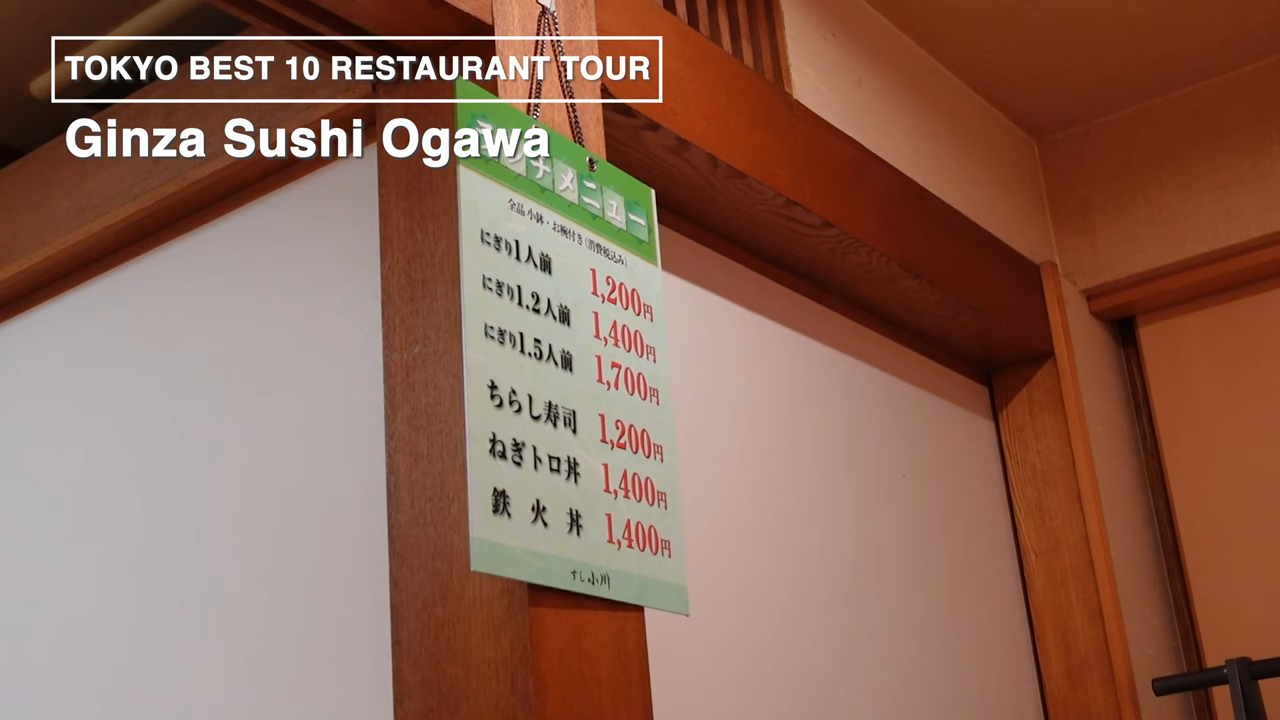 TOKYO BEST 10 RESTAURANT TOUR
Ginza Sushi Ogawa
ランチメニュー
全品 小鉢・お椀付き(消費税込み)
にぎり1人前 1,200円
にぎり1.2人前 1,400円
にぎり1.5人前 1,700円
ちらし寿司 1,200円
ねぎトロ丼 1,400円
鉄火丼 1,400円
すし小川